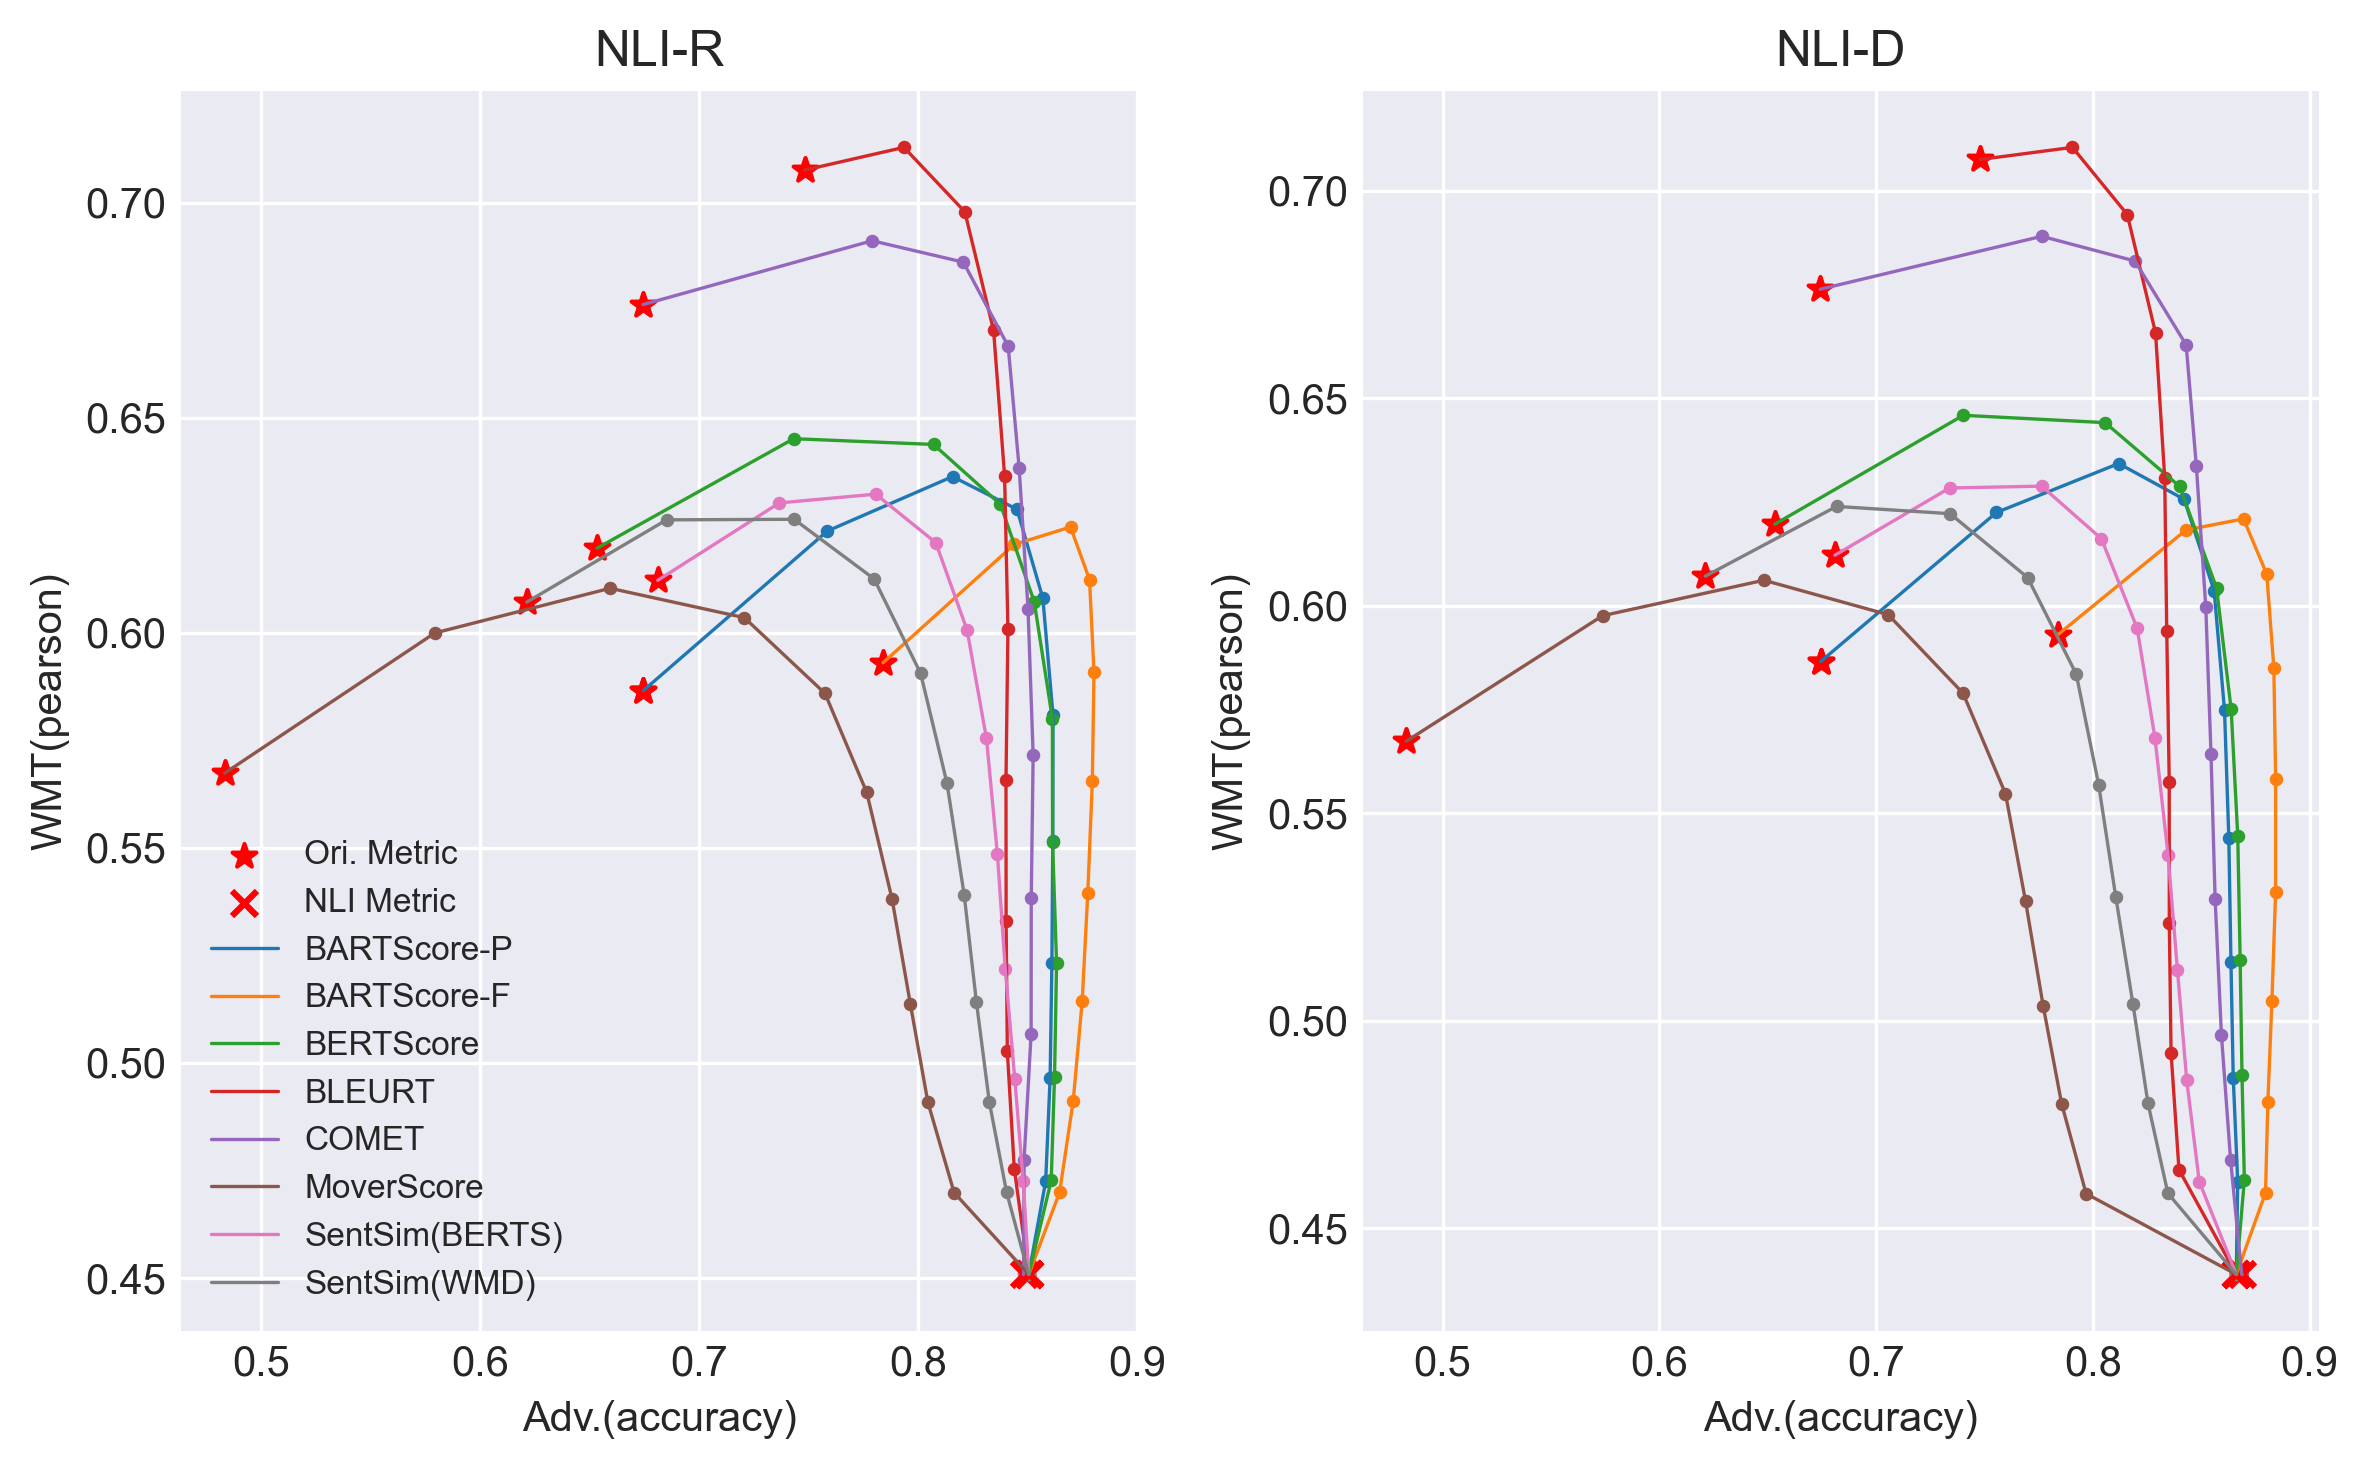 NLI-R
WMT(pearson)
0.70
0.65
0.60
0.55
0.50
0.45
Ori. Metric
NLI Metric
BARTScore-P
BARTScore-F
BERTScore
BLEURT
COMET
MoverScore
SentSim(BERTS)
SentSim(WMD)
0.5 0.6 0.7 0.8 0.9
Adv.(accuracy)
NLI-D
WMT(pearson)
0.70
0.65
0.60
0.55
0.50
0.45
0.5 0.6 0.7 0.8 0.9
Adv.(accuracy)